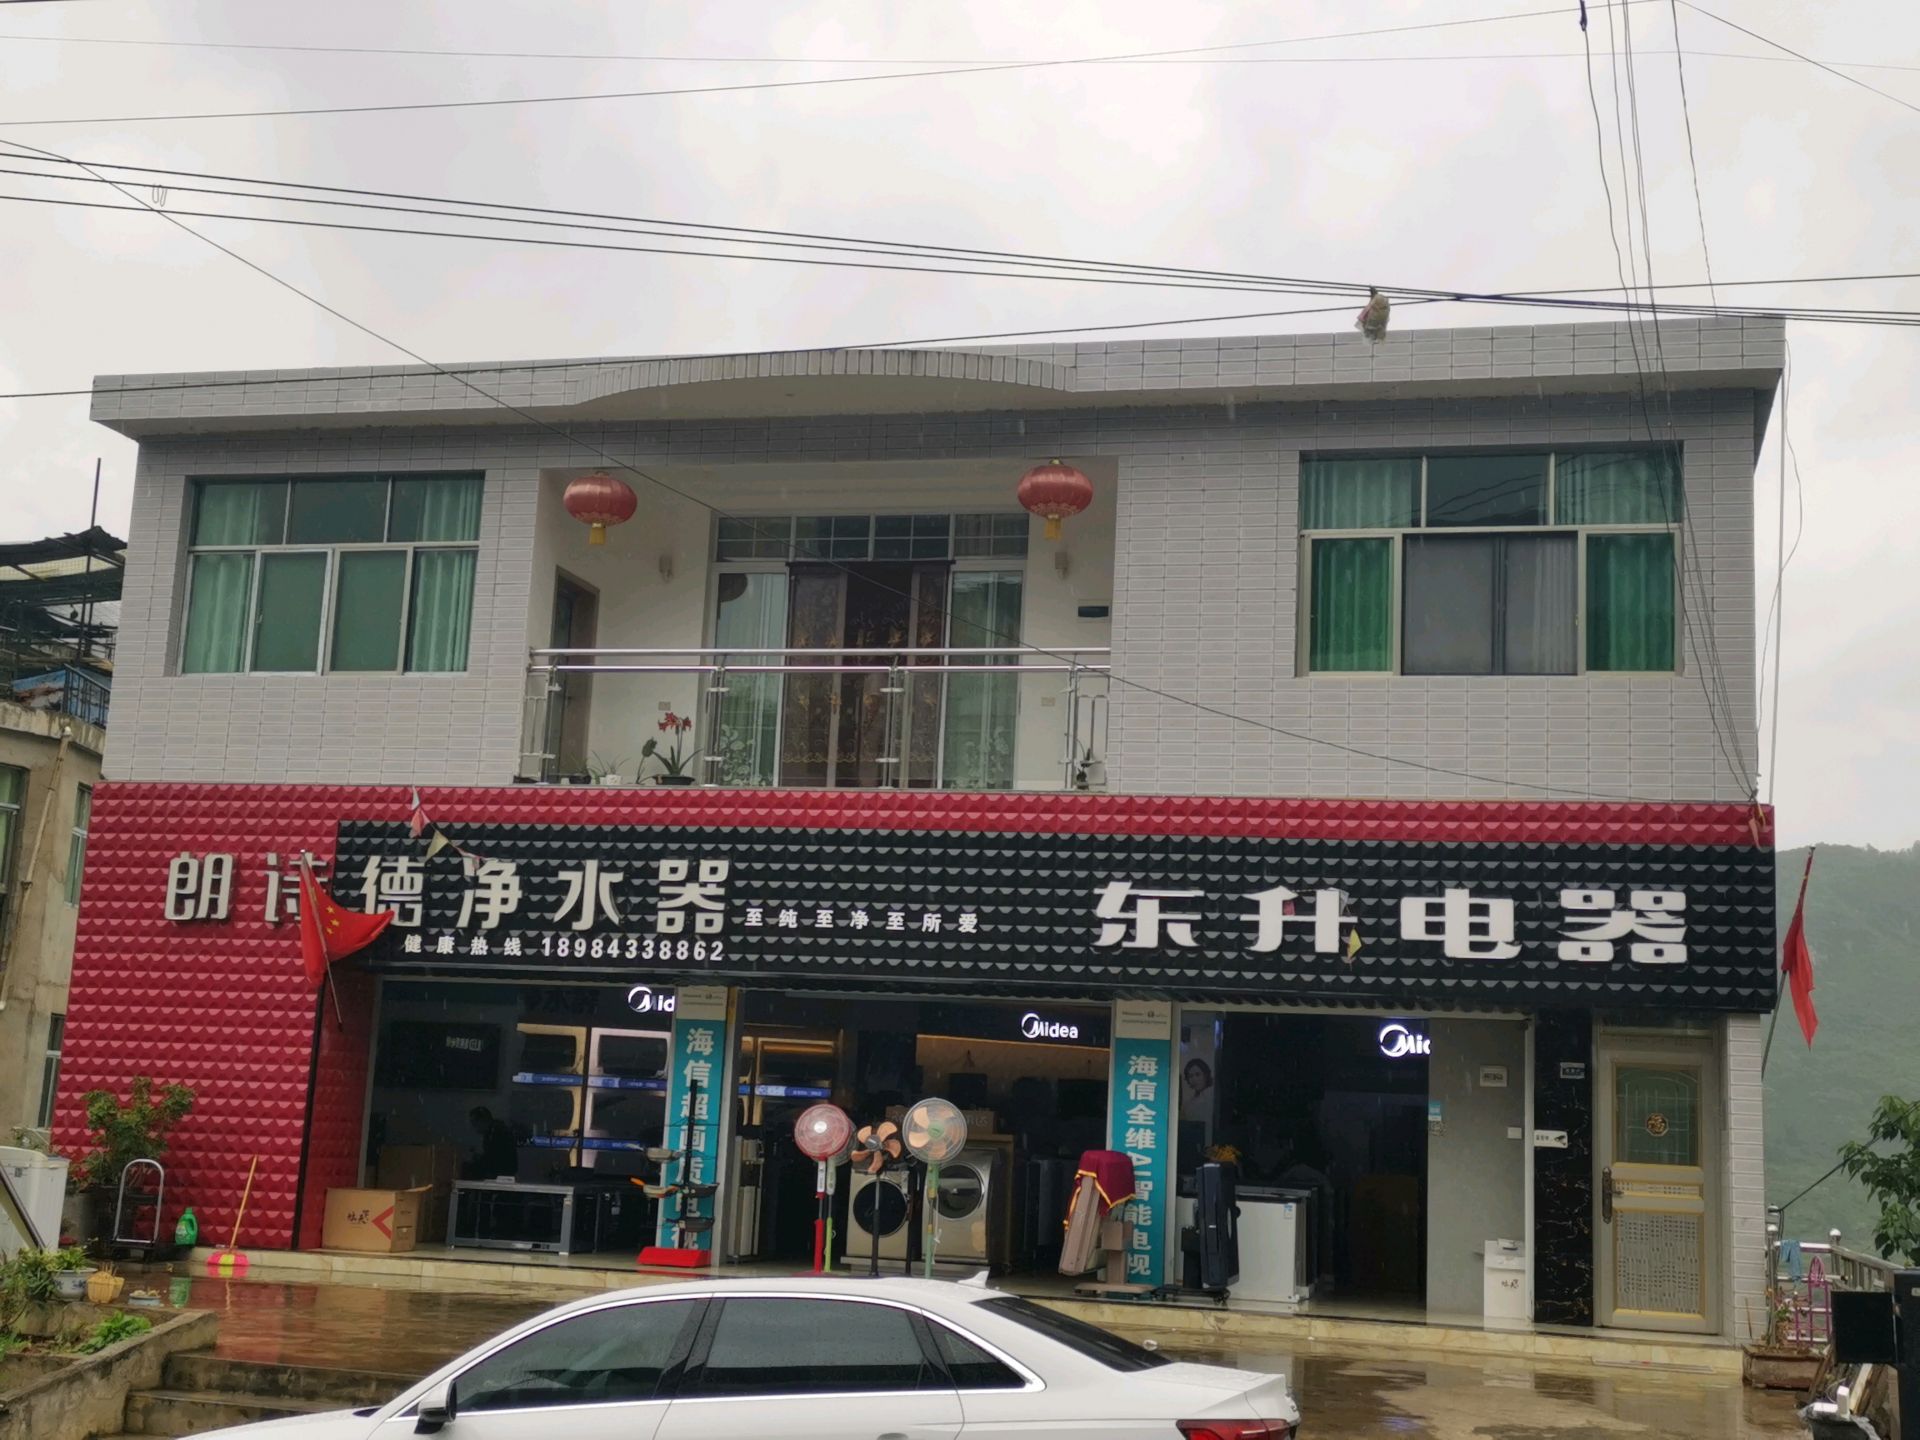 朗诗德净水器
至纯至净至所爱
健康热线 18984338862
东升电器
Midea
Midea
海信超画质电视
海信全维AI智能电视
福